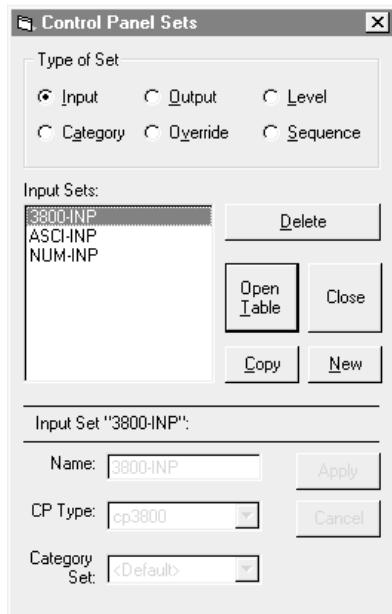 Control Panel Sets
Type of Set
Input Output Level
Category Override Sequence
Input Sets:
3800-INP
ASCI-INP
NUM-INP
Delete
Open Table
Close
Copy
New
Input Set "3800-INP":
Name: 3800-INP
Apply
CP Type: cp3800
Cancel
Category Set: <Default>